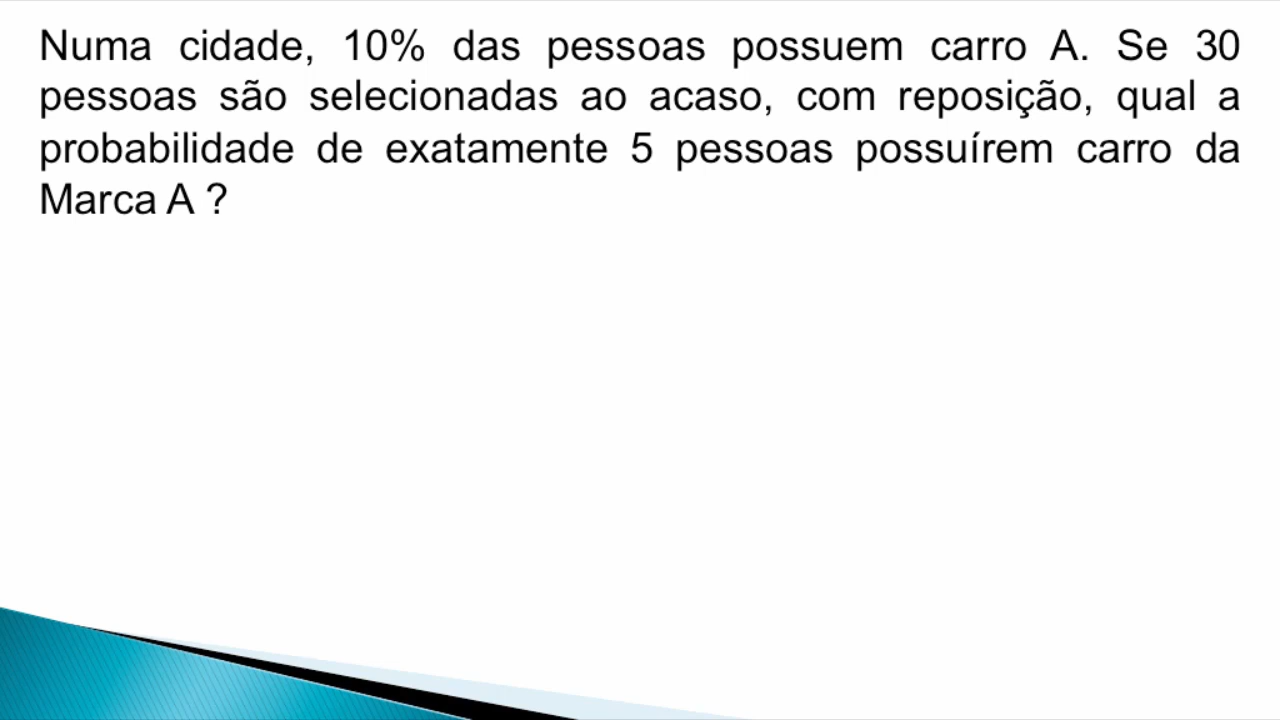 Numa cidade, 10% das pessoas possuem carro A. Se 30
pessoas são selecionadas ao acaso, com reposição, qual a
probabilidade de exatamente 5 pessoas possuírem carro da
Marca A ?